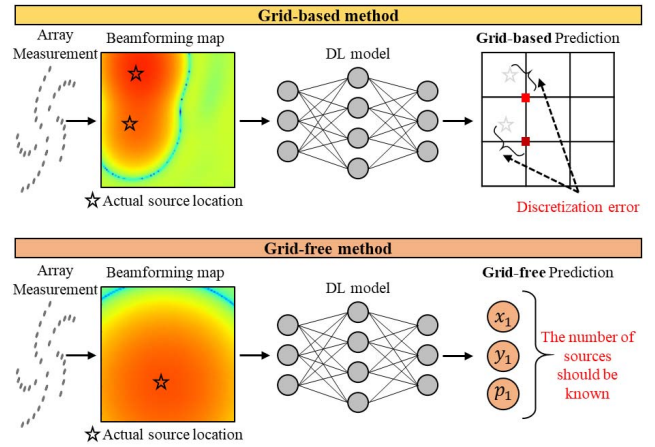 Grid-based method
Array
Measurement
Beamforming map
DL model
Grid-based Prediction
Actual source location
Discretization error
Grid-free method
Array
Measurement
Beamforming map
DL model
Grid-free Prediction
x₁
y₁
p₁
The number of
sources
should be
known
Actual source location